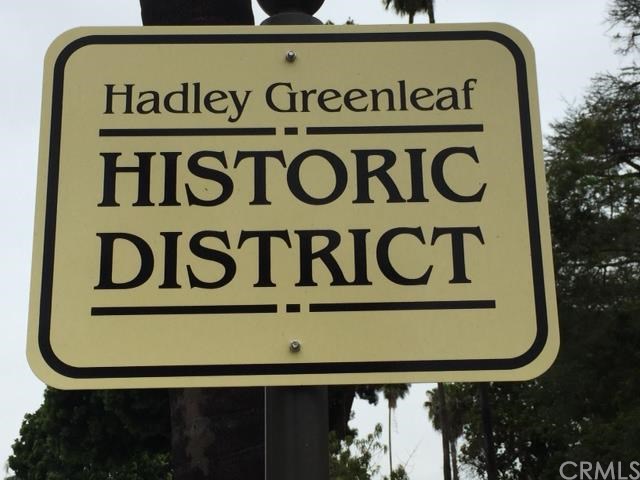 Hadley Greenleaf
HISTORIC
DISTRICT
CRMLS